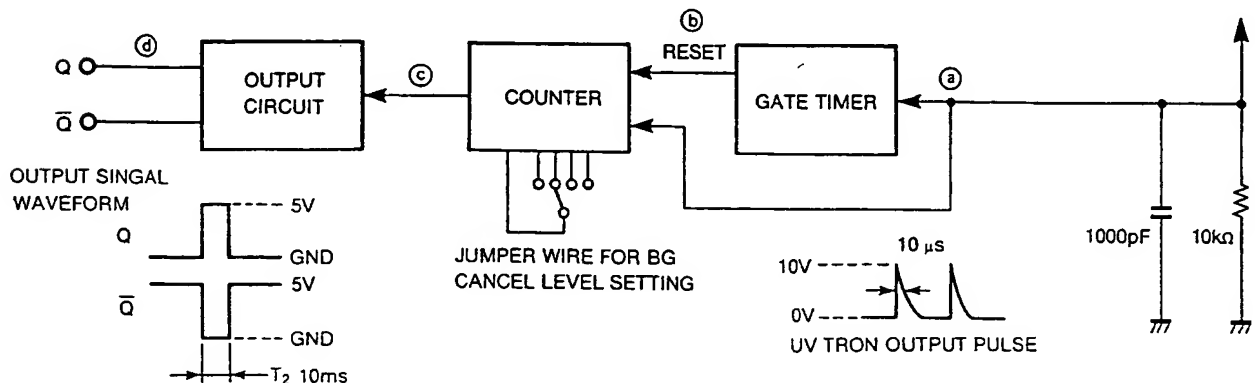 ⓓ
Q
Q̅
OUTPUT
CIRCUIT
ⓒ
COUNTER
ⓑ
RESET
GATE TIMER
ⓐ
OUTPUT SINGAL
WAVEFORM
Q
5V
GND
Q̅
5V
GND
T₂ 10ms
JUMPER WIRE FOR BG
CANCEL LEVEL SETTING
10 μs
10V
0V
UV TRON OUTPUT PULSE
1000pF
10kΩ